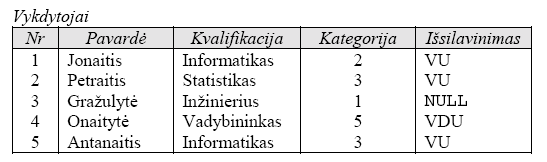 Vykdytojai
Nr Pavardė Kvalifikacija Kategorija Išsilavinimas
1 Jonaitis Informatikas 2 VU
2 Petraitis Statistikas 3 VU
3 Gražulytė Inžinierius 1 NULL
4 Onaitytė Vadybininkas 5 VDU
5 Antanaitis Informatikas 3 VU